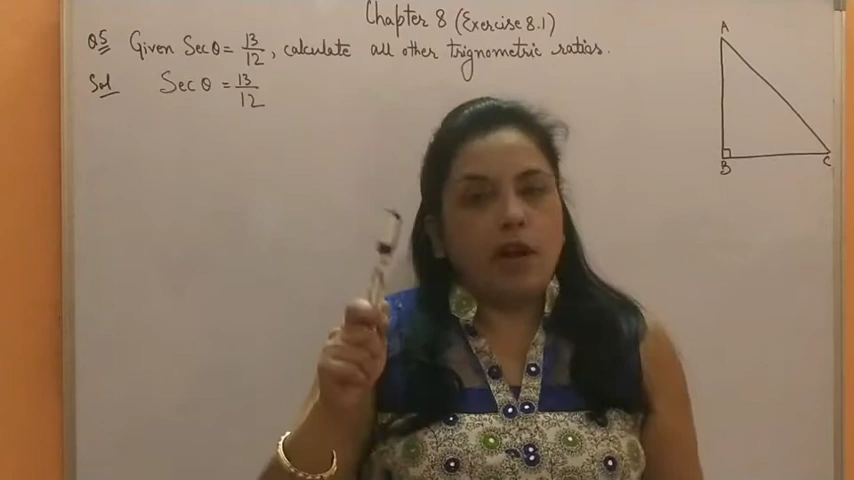 Chapter 8 (Exercise 8.1)
Q5 Given Sec θ = 13/12, calculate all other trignometric ratios.
Sol Sec θ = 13/12
A
B
C